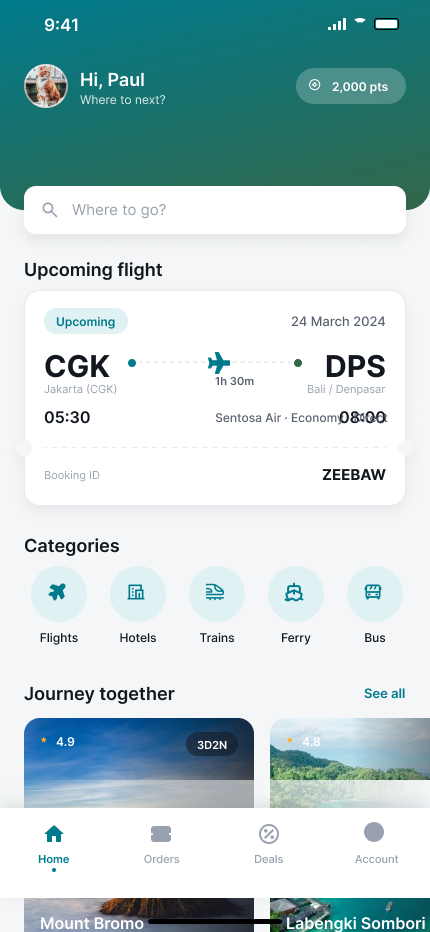 9:41
Hi, Paul
Where to next?
2,000 pts
Where to go?
Upcoming flight
Upcoming
24 March 2024
CGK
DPS
Jakarta (CGK)
1h 30m
Bali / Denpasar
05:30
Sentosa Air · Economy
08:00
Booking ID
ZEEBAW
Categories
Flights
Hotels
Trains
Ferry
Bus
Journey together
See all
4.9
3D2N
4.8
Home
Orders
Deals
Account
Mount Bromo
Labengki Sombori